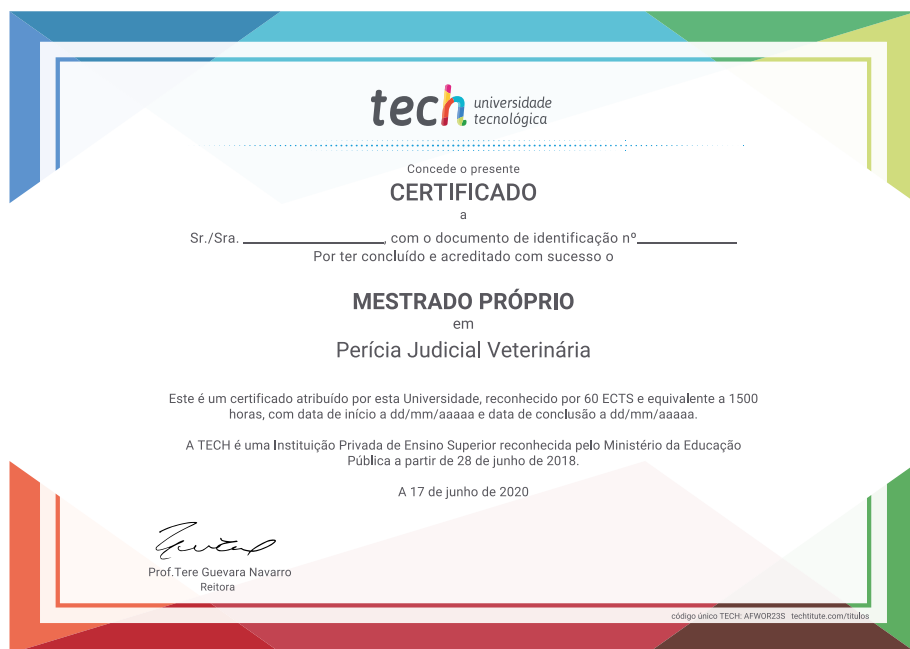 tech universidade
tecnológica
Concede o presente
CERTIFICADO
a
Sr./Sra. ________________, com o documento de identificação nº___________
Por ter concluído e acreditado com sucesso o
MESTRADO PRÓPRIO
em
Perícia Judicial Veterinária
Este é um certificado atribuído por esta Universidade, reconhecido por 60 ECTS e equivalente a 1500
horas, com data de início a dd/mm/aaaaa e data de conclusão a dd/mm/aaaaa.
A TECH é uma Instituição Privada de Ensino Superior reconhecida pelo Ministério da Educação
Pública a partir de 28 de junho de 2018.
A 17 de junho de 2020
Prof.Tere Guevara Navarro
Reitora
código único TECH: AFWOR23S techtitute.com/titulos